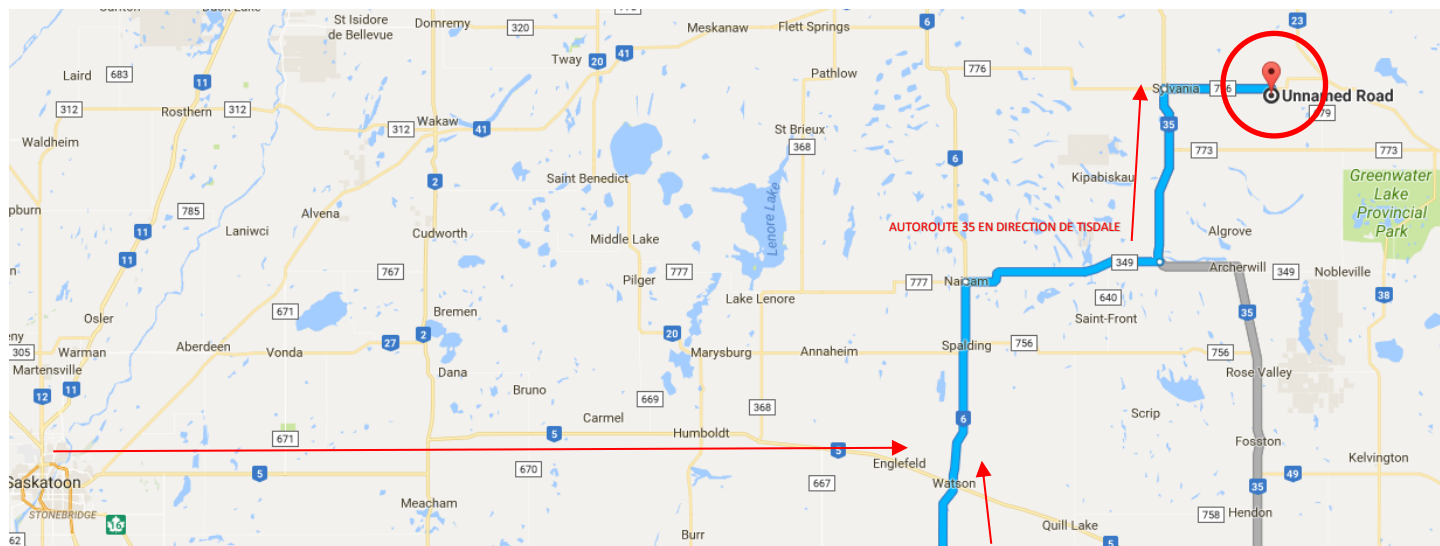 St Isidore
de Bellevue
Domremy
320
6
Meskanaw
Flett Springs
23
Laird
683
11
Tway
20
41
776
Pathlow
Sylvania
Unnamed Road
312
Rosthern
312
679
Waldheim
312
Wakaw
41
2
St Brieux
368
35
6
773
773
Saint Benedict
Kipabiskau
Greenwater
Lake
Provincial
Park
785
Alvena
Laniwci
Cudworth
Middle Lake
Lenore Lake
AUTOROUTE 35 EN DIRECTION DE TISDALE
Algrove
11
11
767
Pilger
777
349
Archerwill
349
Nobleville
777
Naicam
Lake Lenore
640
38
Osler
671
Bremen
Saint-Front
35
305
Warman
Aberdeen
Vonda
27
2
20
Marysburg
Annaheim
Spalding
756
756
Martensville
Dana
Rose Valley
12
11
Bruno
669
Carmel
368
Scrip
671
5
Humboldt
6
Fosston
5
Englefeld
Kelvington
Saskatoon
5
670
667
Watson
49
35
STONEBRIDGE
16
Meacham
758
Hendon
Quill Lake
62
Burr
5